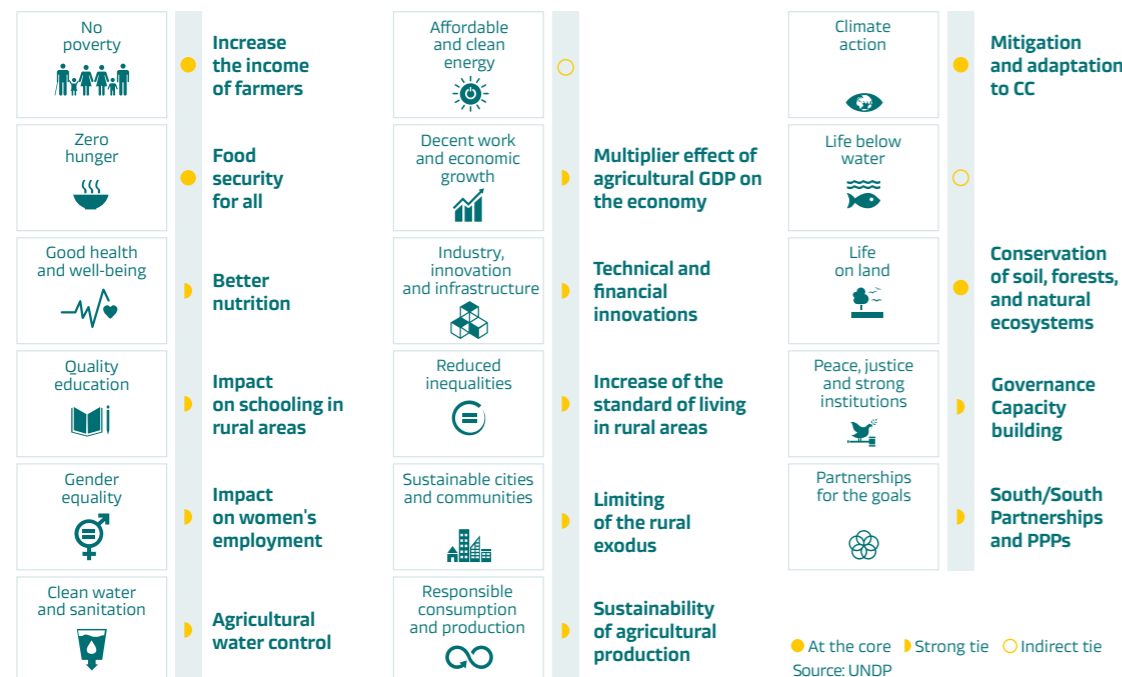 No
poverty
Increase
the income
of farmers
Zero
hunger
Food
security
for all
Good health
and well-being
Better
nutrition
Quality
education
Impact
on schooling in
rural areas
Gender
equality
Impact
on women's
employment
Clean water
and sanitation
Agricultural
water control
Affordable
and clean
energy
Decent work
and economic
growth
Multiplier effect of
agricultural GDP on
the economy
Industry,
innovation
and infrastructure
Technical and
financial
innovations
Reduced
inequalities
Increase of the
standard of living
in rural areas
Sustainable cities
and communities
Limiting
of the rural
exodus
Responsible
consumption
and production
Sustainability
of agricultural
production
Climate
action
Mitigation
and adaptation
to CC
Life below
water
Life
on land
Conservation
of soil, forests,
and natural
ecosystems
Peace, justice
and strong
institutions
Governance
Capacity
building
Partnerships
for the goals
South/South
Partnerships
and PPPs
At the core Strong tie Indirect tie
Source: UNDP